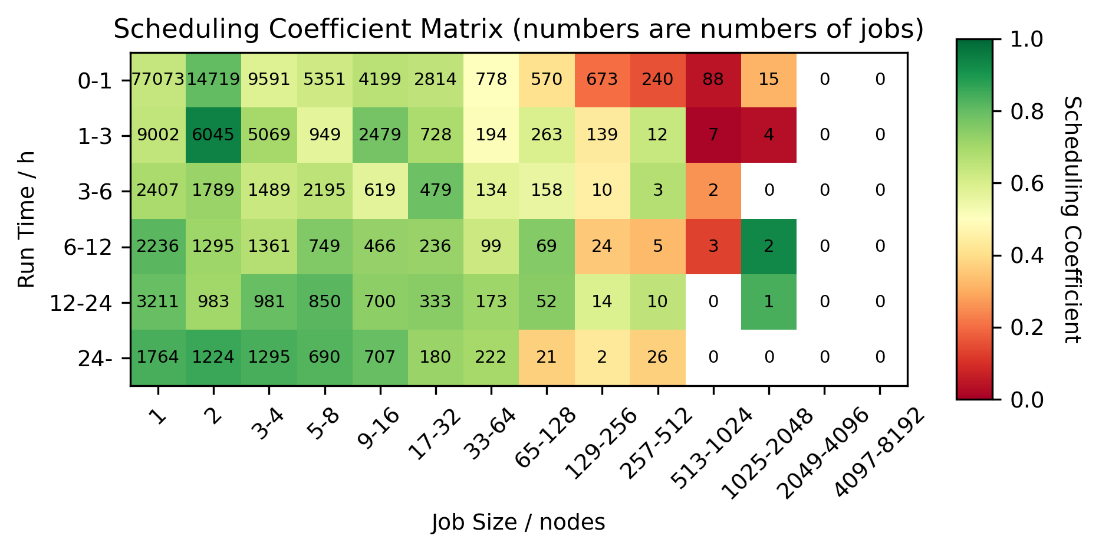 Scheduling Coefficient Matrix (numbers are numbers of jobs)
0-1 77073 14719 9591 5351 4199 2814 778 570 673 240 88 15 0 0
1-3 9002 6045 5069 949 2479 728 194 263 139 12 7 4 0 0
3-6 2407 1789 1489 2195 619 479 134 158 10 3 2 0 0 0
6-12 2236 1295 1361 749 466 236 99 69 24 5 3 2 0 0
12-24 3211 983 981 850 700 333 173 52 14 10 0 1 0 0
24- 1764 1224 1295 690 707 180 222 21 2 26 0 0 0 0
Run Time / h
1 2 3-4 5-8 9-16 17-32 33-64 65-128 129-256 257-512 513-1024 1025-2048 2049-4096 4097-8192
Job Size / nodes
1.0
0.8
0.6
0.4
0.2
0.0
Scheduling Coefficient